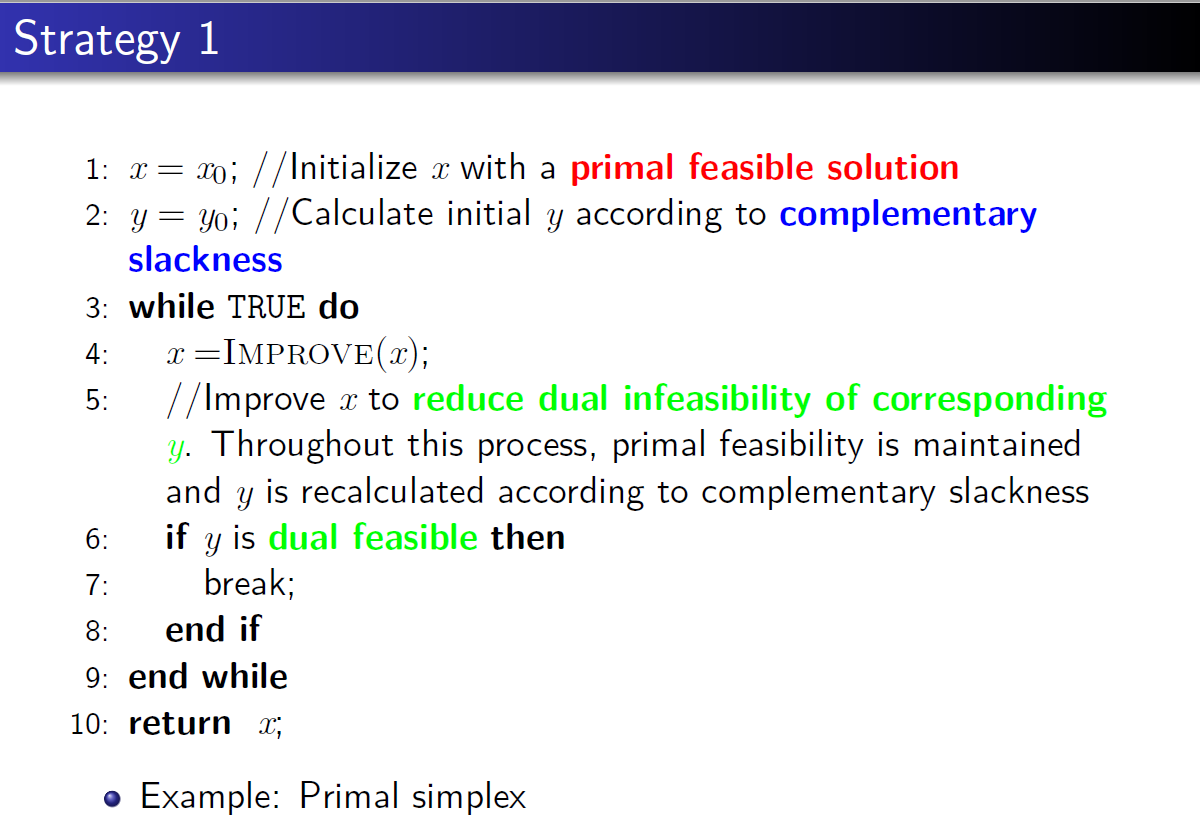 Strategy 1
1: x = x₀; //Initialize x with a primal feasible solution
2: y = y₀; //Calculate initial y according to complementary
slackness
3: while TRUE do
4: x =IMPROVE(x);
5: //Improve x to reduce dual infeasibility of corresponding
y. Throughout this process, primal feasibility is maintained
and y is recalculated according to complementary slackness
6: if y is dual feasible then
7: break;
8: end if
9: end while
10: return x;
Example: Primal simplex